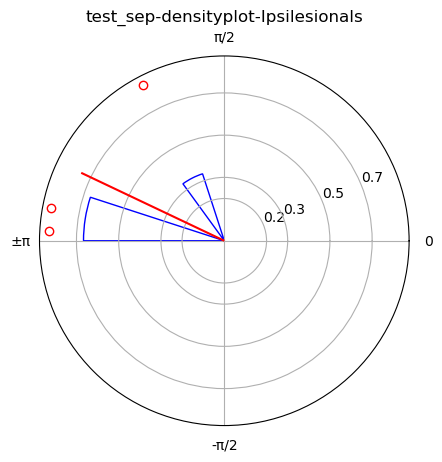 test_sep-densityplot-Ipsilesionals
π/2
0.7
0.5
0.3
0.2
±π
0
-π/2